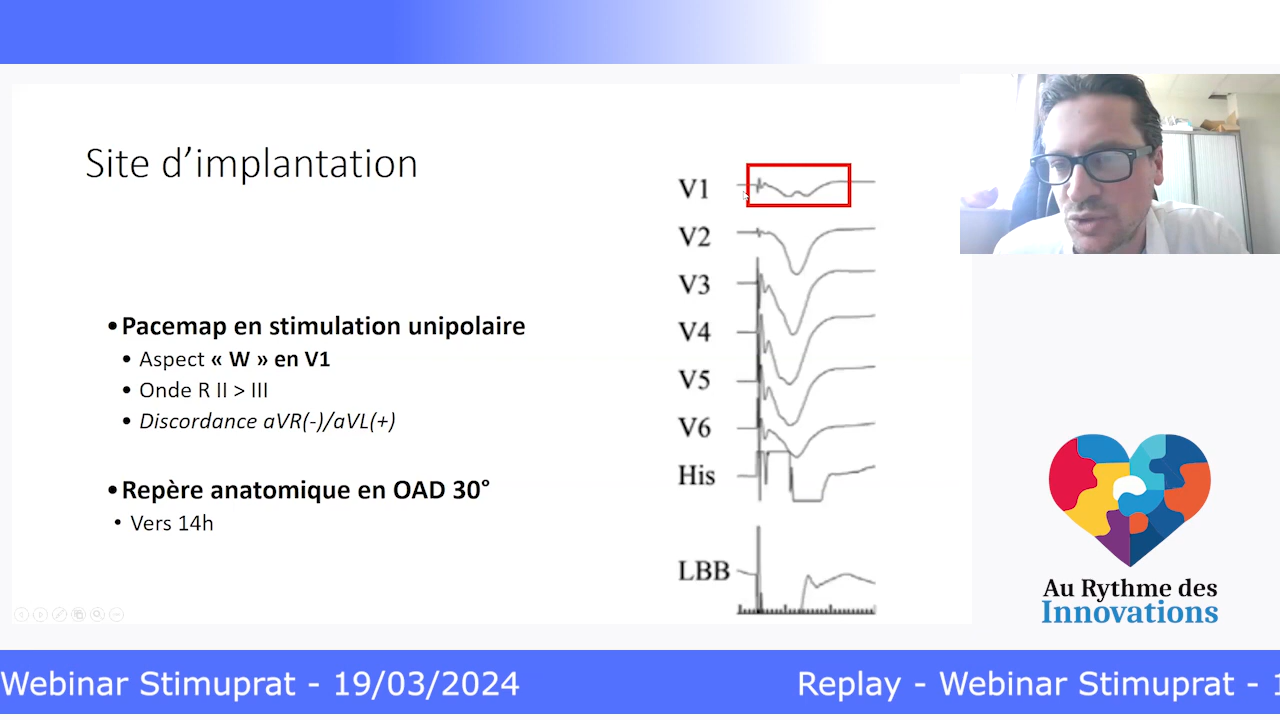 Site d’implantation
•Pacemap en stimulation unipolaire
• Aspect « W » en V1
• Onde R II > III
• Discordance aVR(-)/aVL(+)
•Repère anatomique en OAD 30°
• Vers 14h
V1
V2
V3
V4
V5
V6
His
LBB
Au Rythme des
Innovations
Webinar Stimuprat - 19/03/2024
Replay - Webinar Stimuprat - 1